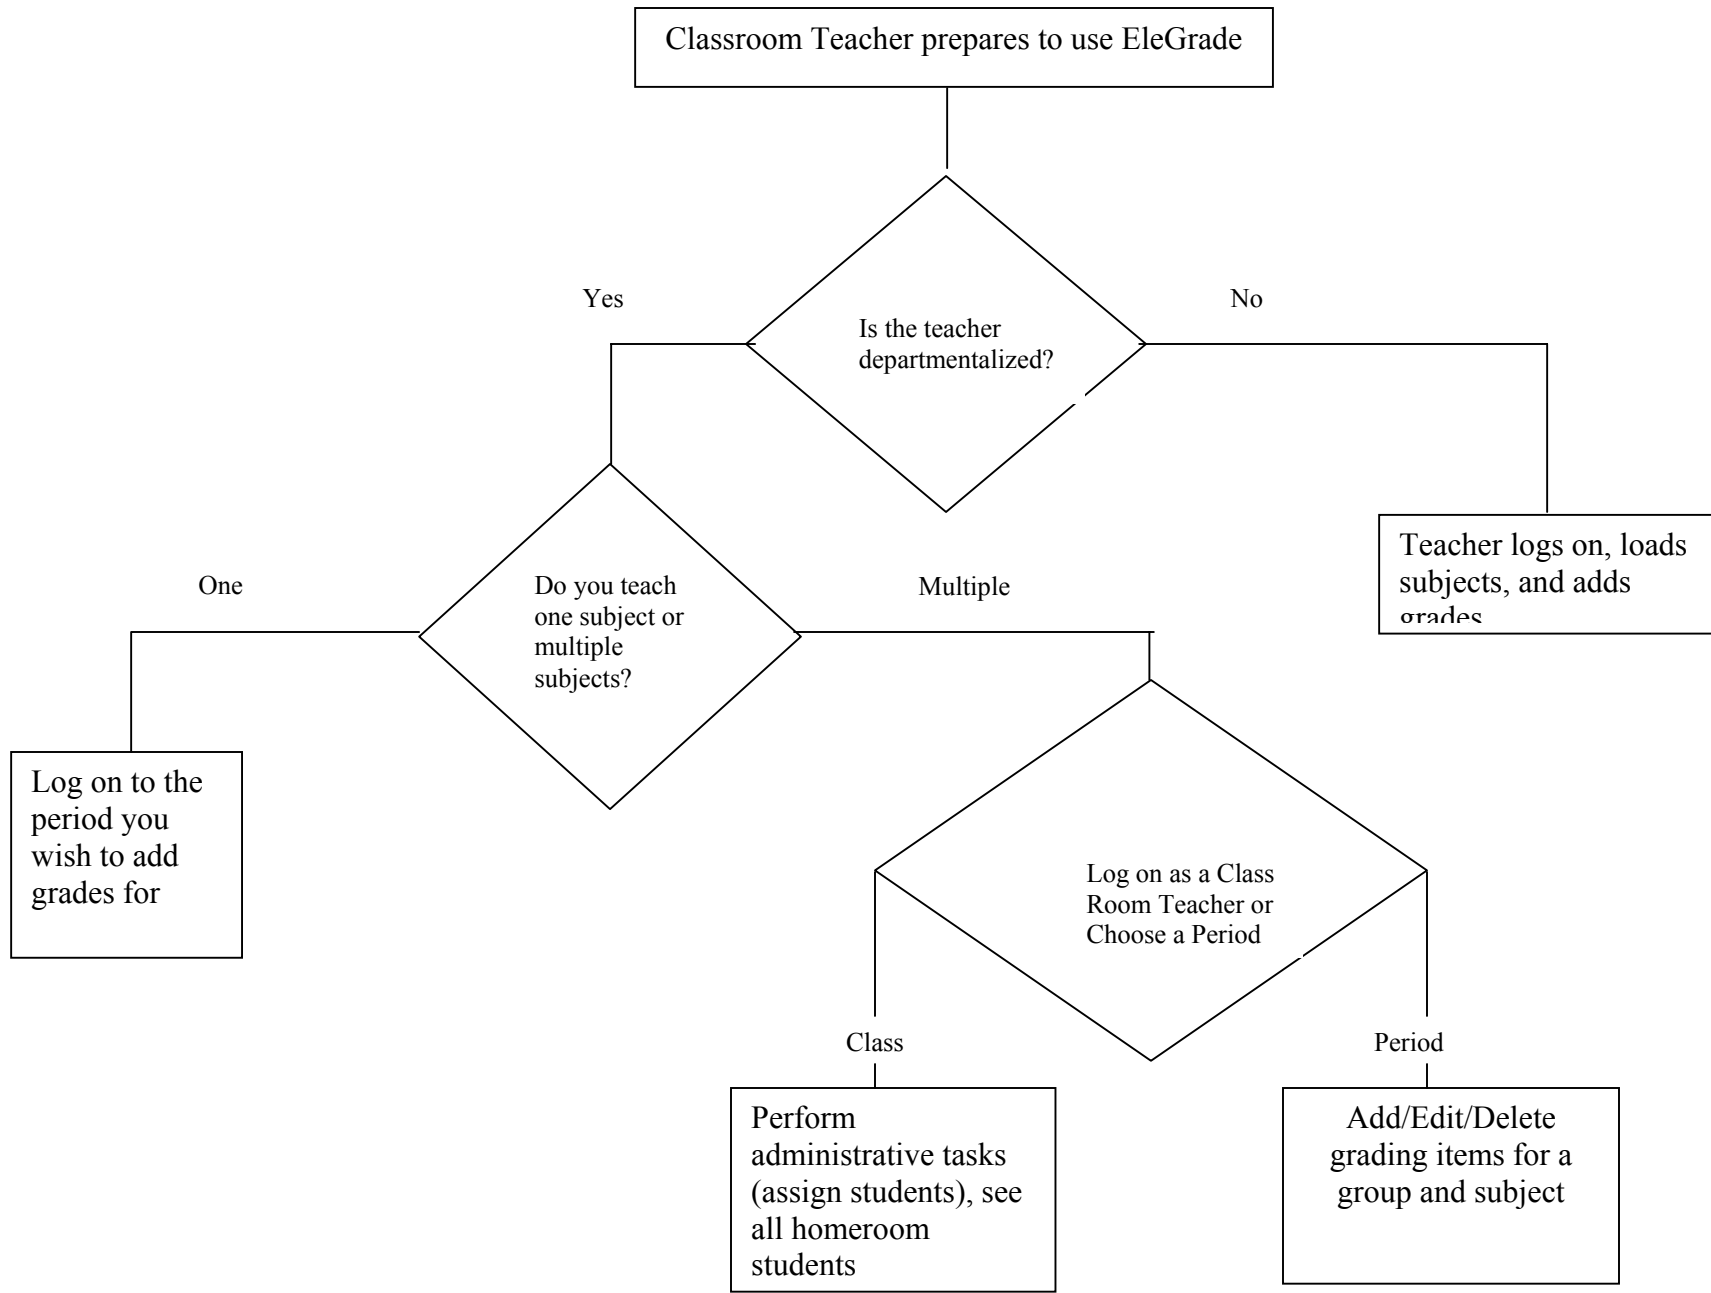 Classroom Teacher prepares to use EleGrade
Yes
No
Is the teacher
departmentalized?
Teacher logs on, loads
subjects, and adds
grades
One
Do you teach
one subject or
multiple
subjects?
Multiple
Log on to the
period you
wish to add
grades for
Log on as a Class
Room Teacher or
Choose a Period
Class
Period
Perform
administrative tasks
(assign students), see
all homeroom
students
Add/Edit/Delete
grading items for a
group and subject